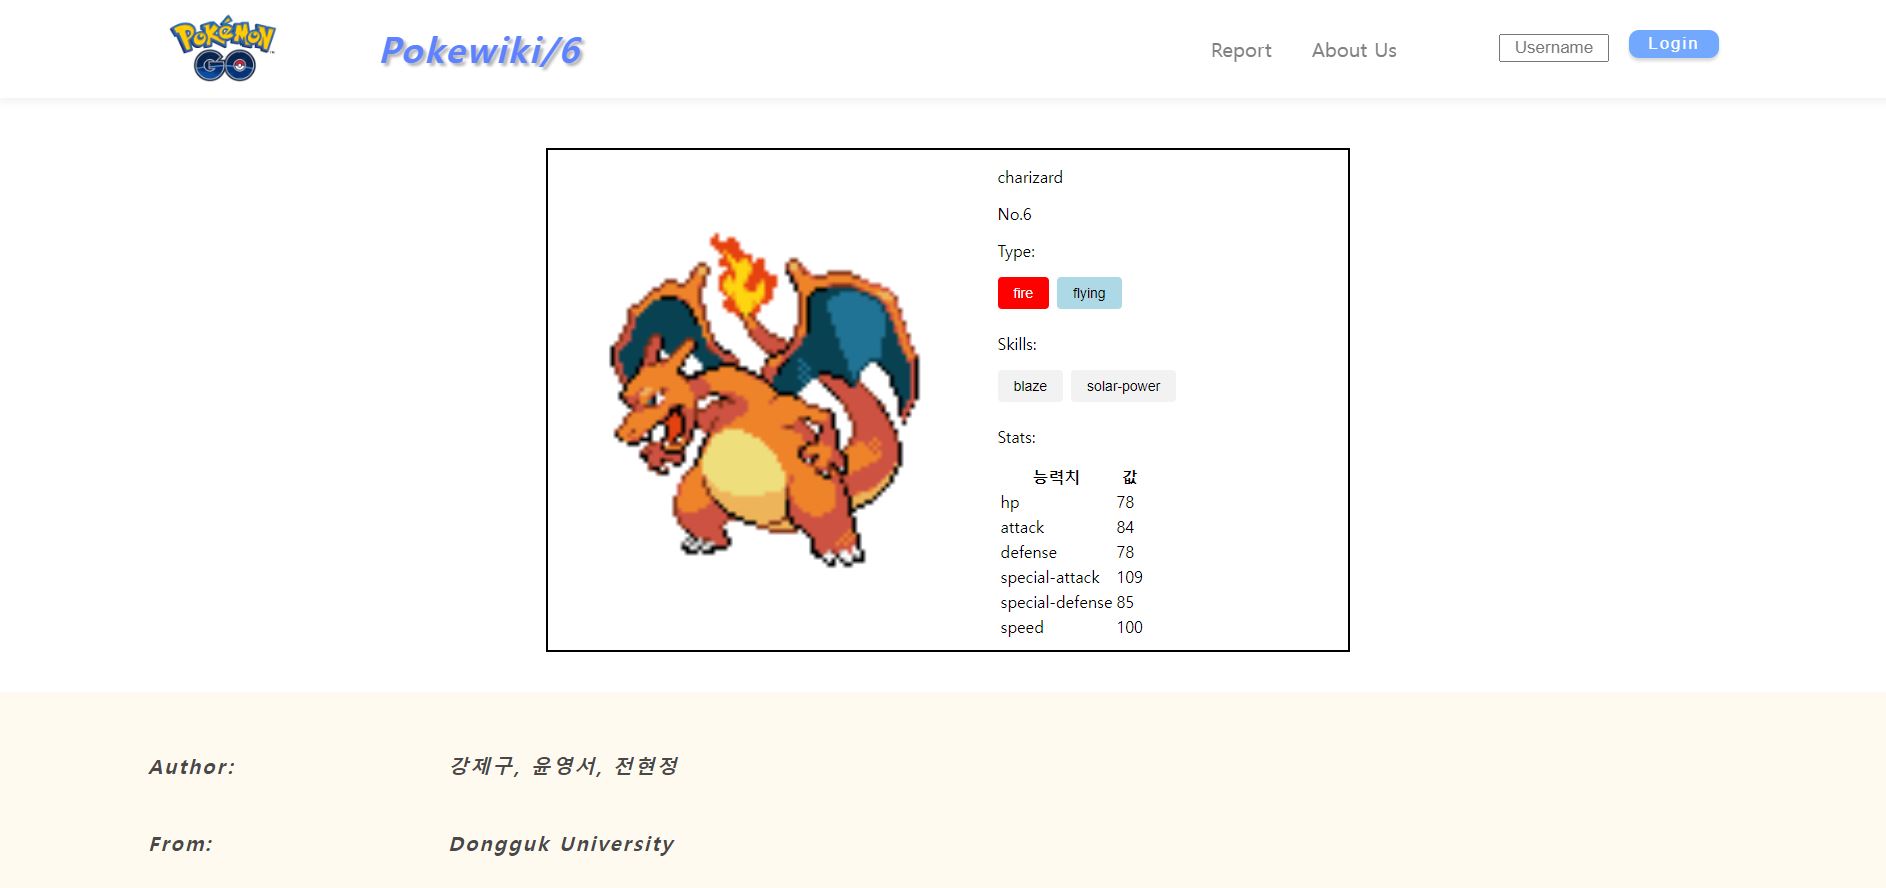 Pokémon
GO
Pokewiki/6
Report
About Us
Username
Login
charizard
No.6
Type:
fire flying
Skills:
blaze solar-power
Stats:
능력치 값
hp 78
attack 84
defense 78
special-attack 109
special-defense 85
speed 100
Author: 강제구, 윤영서, 전현정
From: Dongguk University